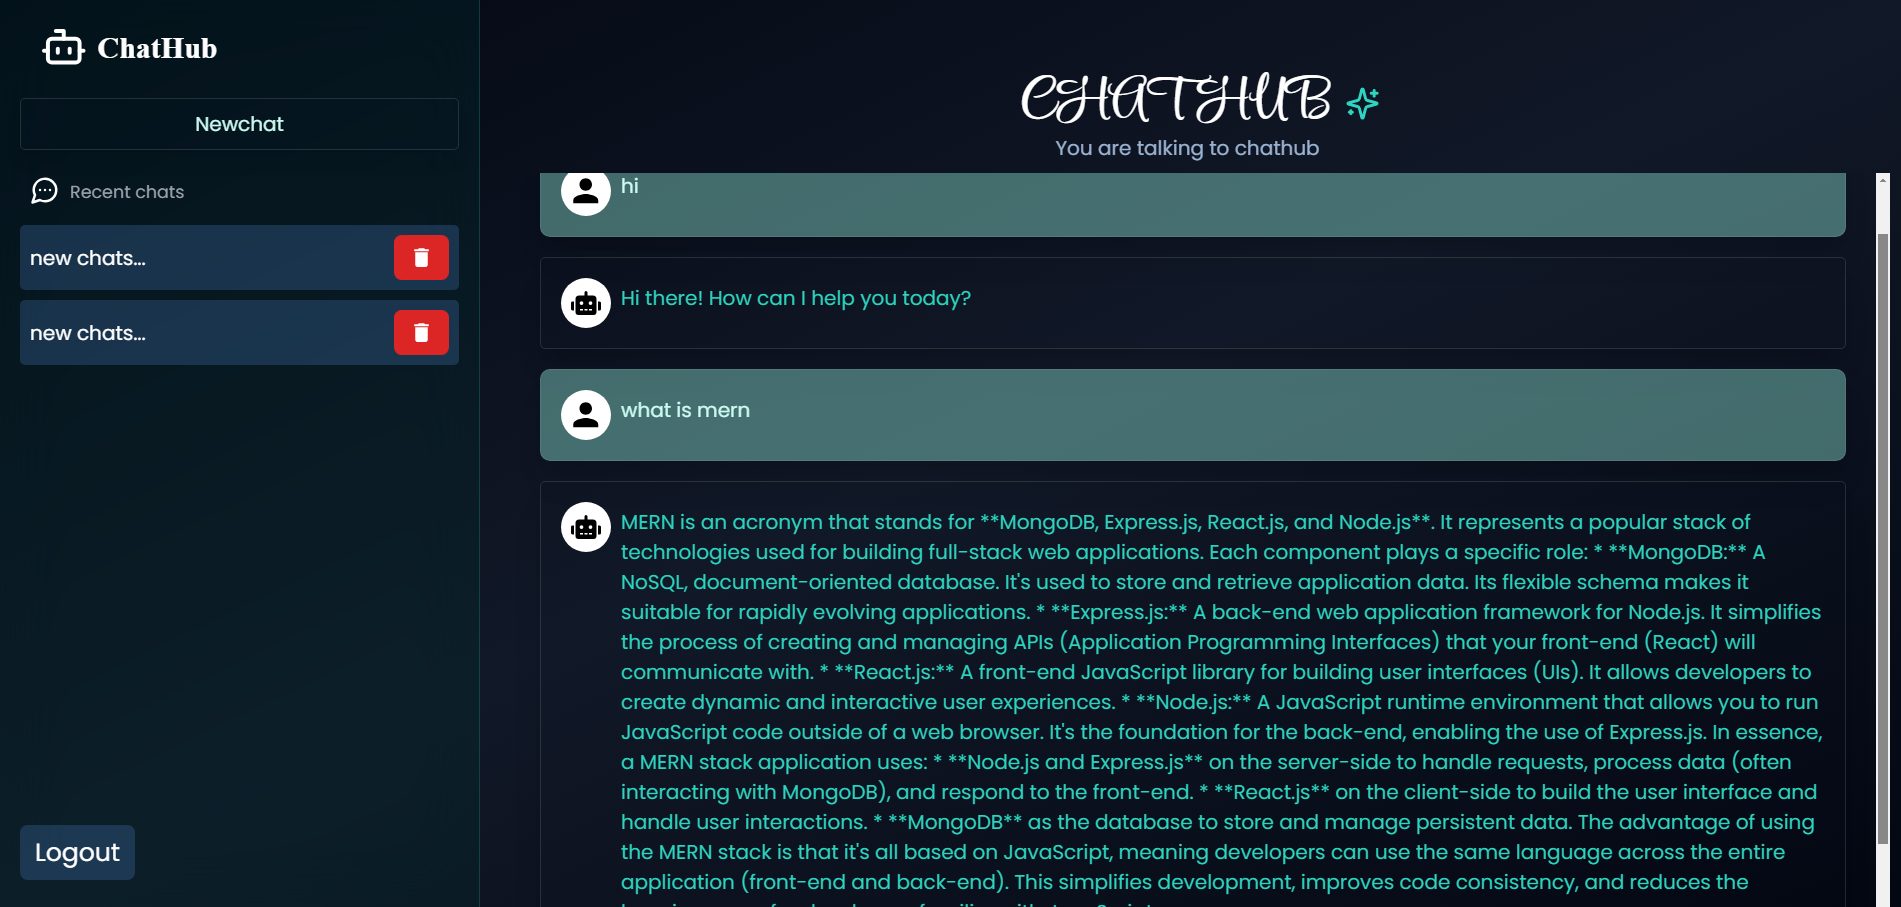 ChatHub
Newchat
Recent chats
new chats...
new chats...
Logout
CHATHUB
You are talking to chathub
hi
Hi there! How can I help you today?
what is mern
MERN is an acronym that stands for **MongoDB, Express.js, React.js, and Node.js**. It represents a popular stack of
technologies used for building full-stack web applications. Each component plays a specific role: * **MongoDB:** A
NoSQL, document-oriented database. It's used to store and retrieve application data. Its flexible schema makes it
suitable for rapidly evolving applications. * **Express.js:** A back-end web application framework for Node.js. It simplifies
the process of creating and managing APIs (Application Programming Interfaces) that your front-end (React) will
communicate with. * **React.js:** A front-end JavaScript library for building user interfaces (UIs). It allows developers to
create dynamic and interactive user experiences. * **Node.js:** A JavaScript runtime environment that allows you to run
JavaScript code outside of a web browser. It's the foundation for the back-end, enabling the use of Express.js. In essence,
a MERN stack application uses: * **Node.js and Express.js** on the server-side to handle requests, process data (often
interacting with MongoDB), and respond to the front-end. * **React.js** on the client-side to build the user interface and
handle user interactions. * **MongoDB** as the database to store and manage persistent data. The advantage of using
the MERN stack is that it's all based on JavaScript, meaning developers can use the same language across the entire
application (front-end and back-end). This simplifies development, improves code consistency, and reduces the